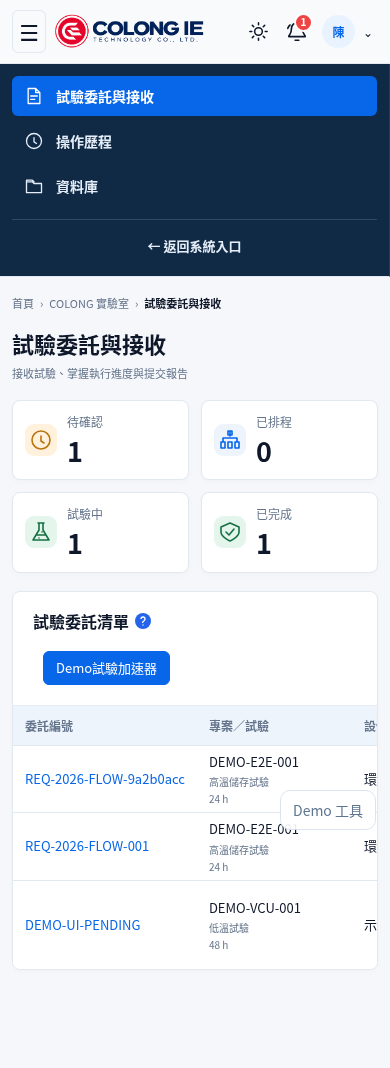 COLONG IE
TECHNOLOGY CO., LTD.
1
陳
試驗委託與接收
操作歷程
資料庫
← 返回系統入口
首頁 › COLONG 實驗室 › 試驗委託與接收
試驗委託與接收
接收試驗、掌握執行進度與提交報告
待確認
1
已排程
0
試驗中
1
已完成
1
試驗委託清單 ?
Demo試驗加速器
委託編號 專案／試驗 設
REQ-2026-FLOW-9a2b0acc DEMO-E2E-001 環
高溫儲存試驗
24 h
Demo 工具
REQ-2026-FLOW-001 DEMO-E2E-001 環
高溫儲存試驗
24 h
DEMO-UI-PENDING DEMO-VCU-001 示
低溫試驗
48 h